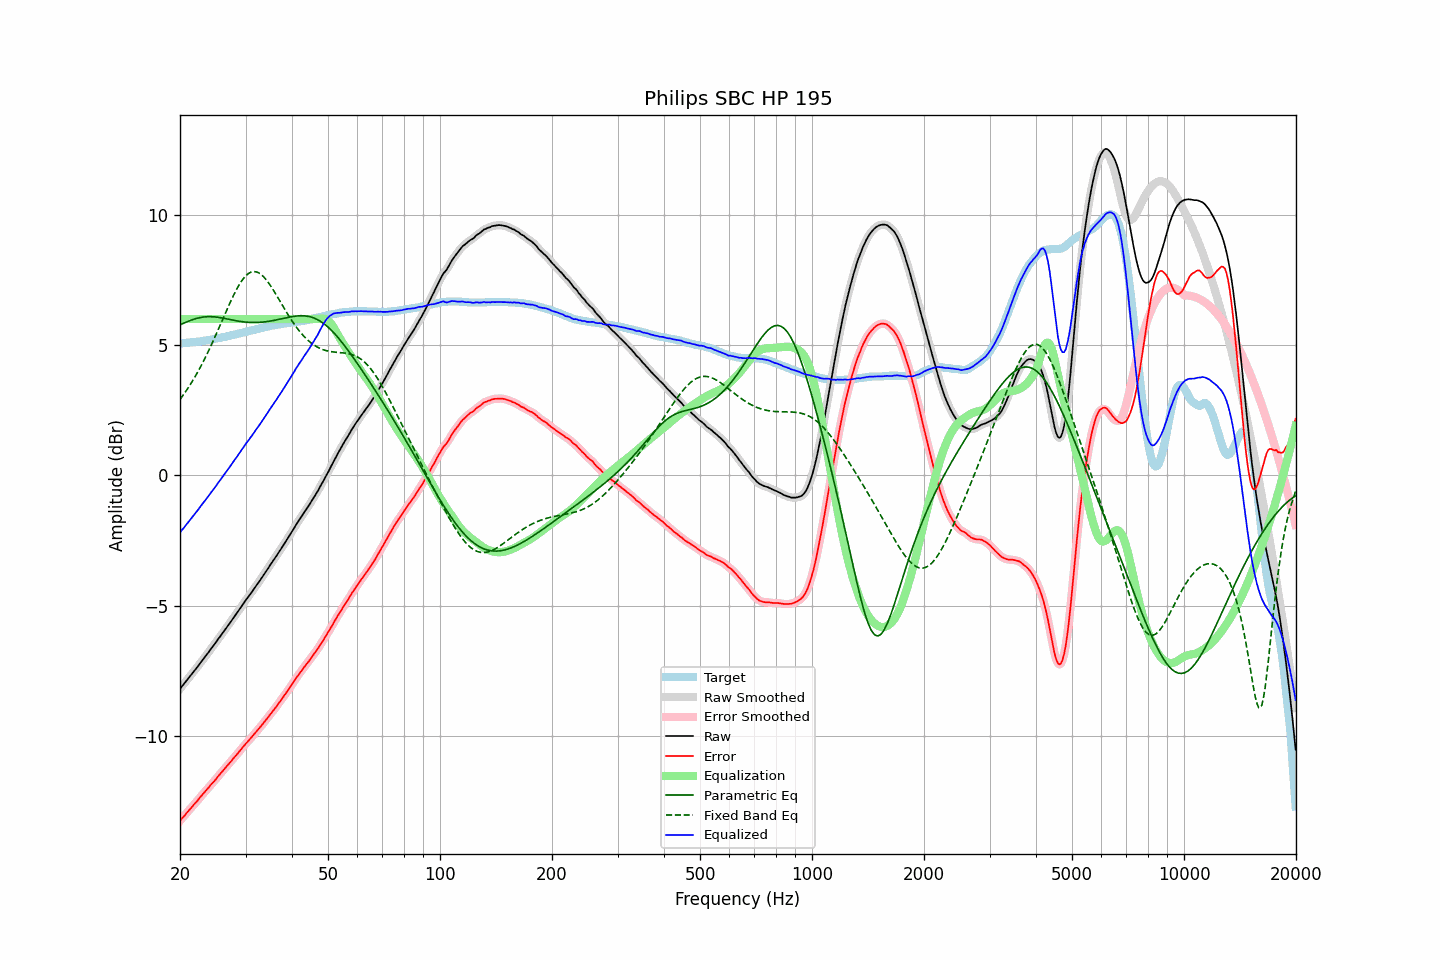 Philips SBC HP 195
Amplitude (dBr)
10
5
0
−5
−10
Target
Raw Smoothed
Error Smoothed
Raw
Error
Equalization
Parametric Eq
Fixed Band Eq
Equalized
20 50 100 200 500 1000 2000 5000 10000 20000
Frequency (Hz)